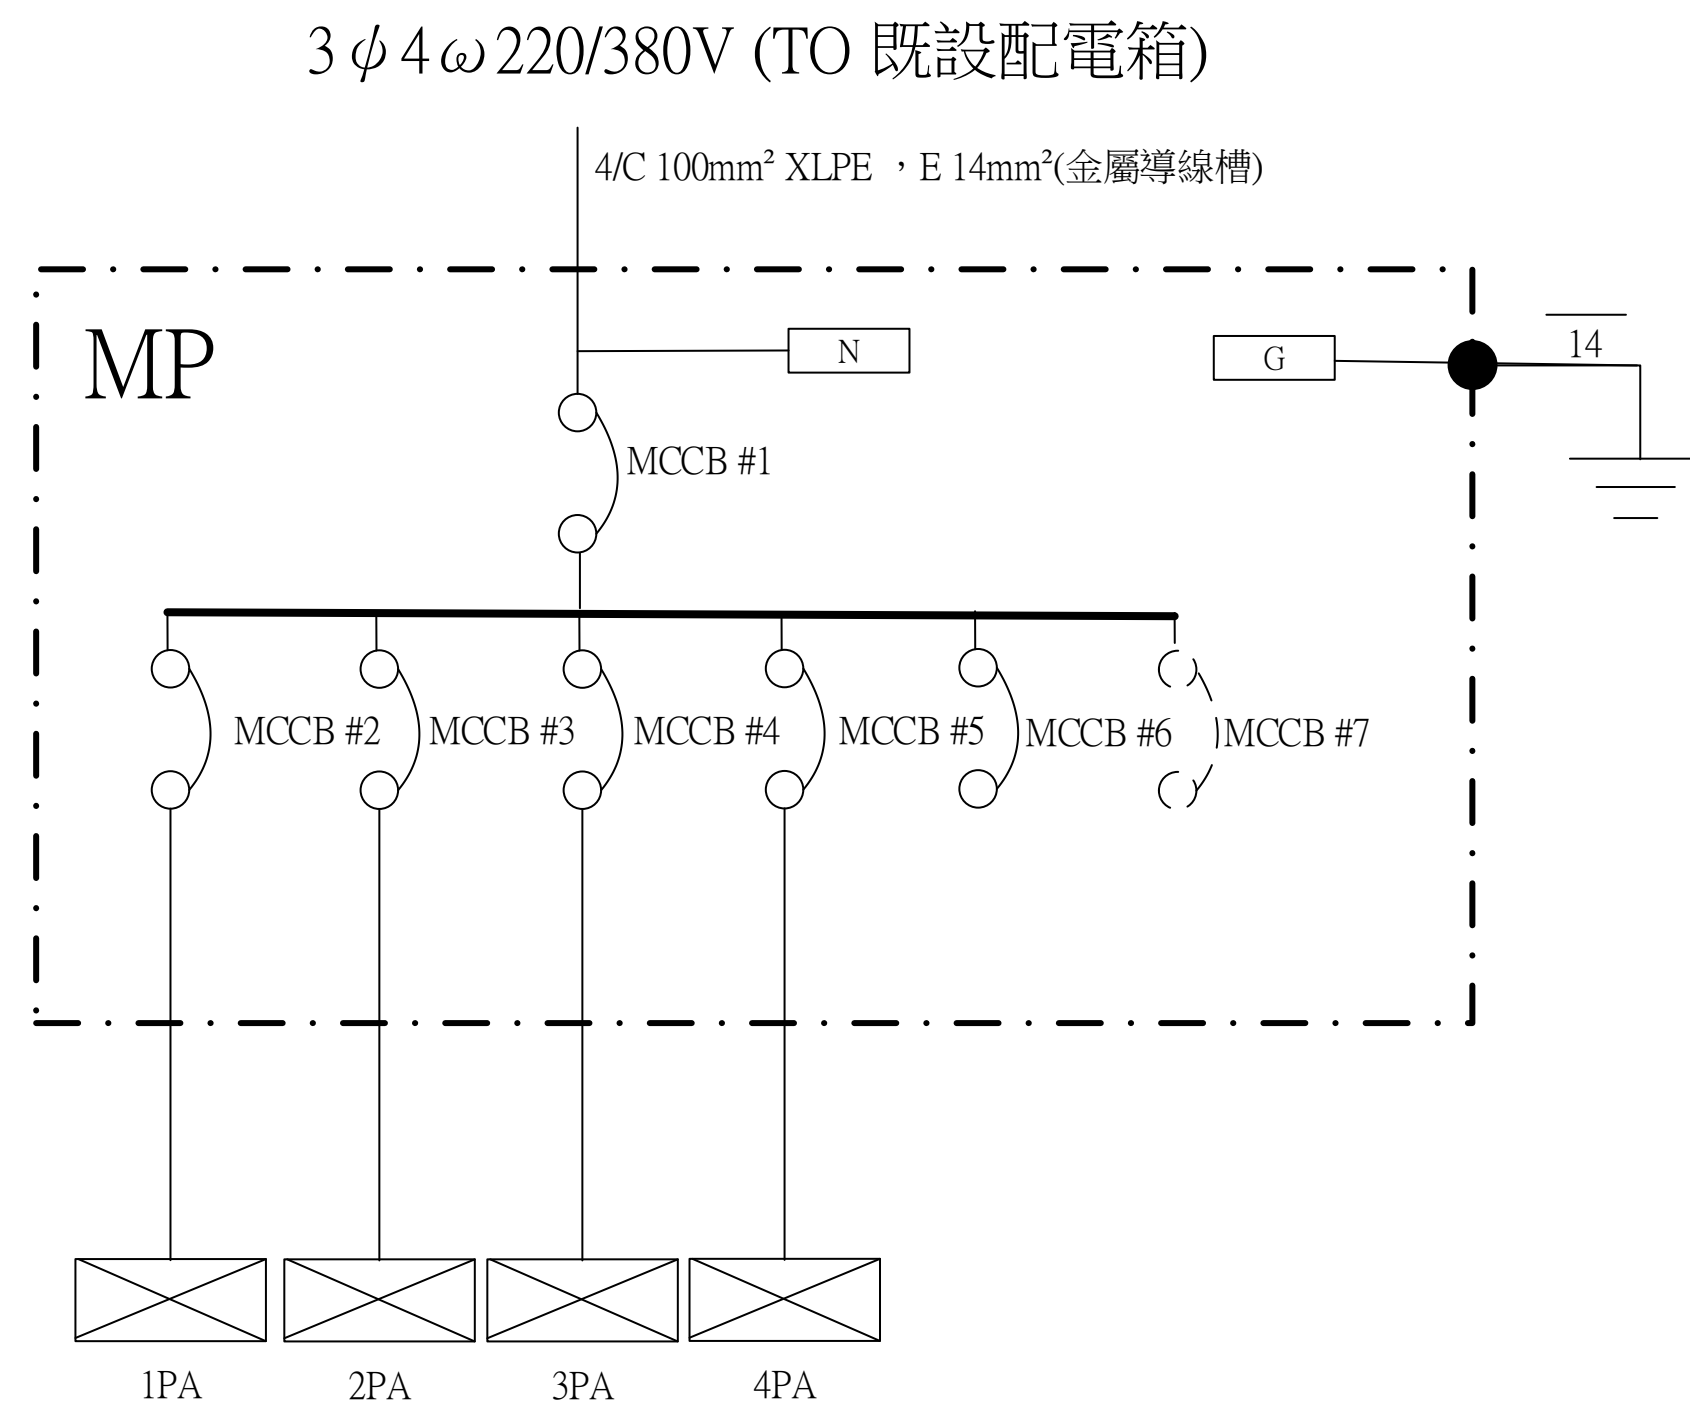 3ψ4ω220/380V (TO 既設配電箱)
4/C 100mm² XLPE ，E 14mm²(金屬導線槽)
MP
N
G
14
MCCB #1
MCCB #2
MCCB #3
MCCB #4
MCCB #5
MCCB #6
MCCB #7
1PA
2PA
3PA
4PA